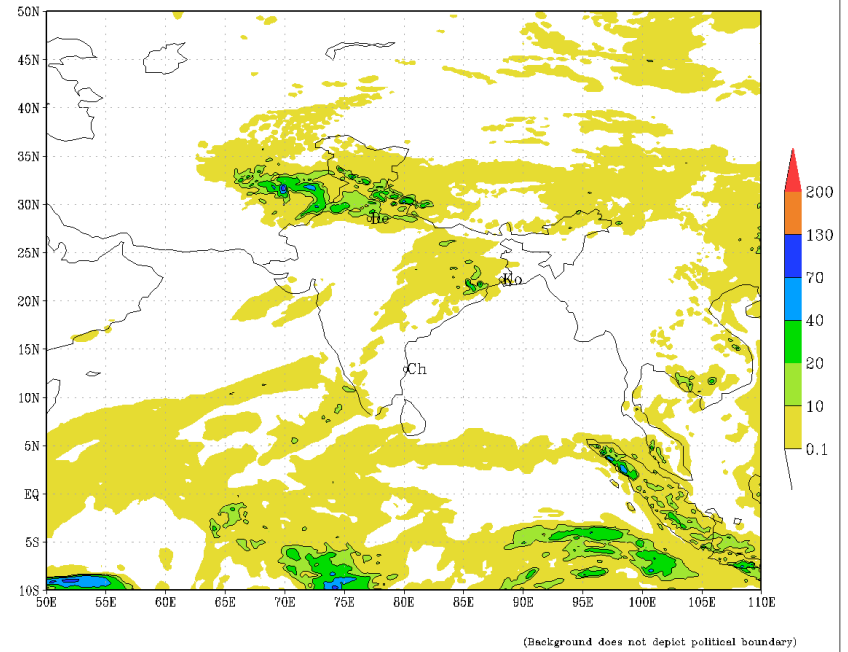 50N
45N
40N
35N
30N
25N
20N
15N
10N
5N
EQ
5S
10S
50E 55E 60E 65E 70E 75E 80E 85E 90E 95E 100E 105E 110E
Ko
Ch
200
130
70
40
20
10
0.1
(Background does not depict political boundary)